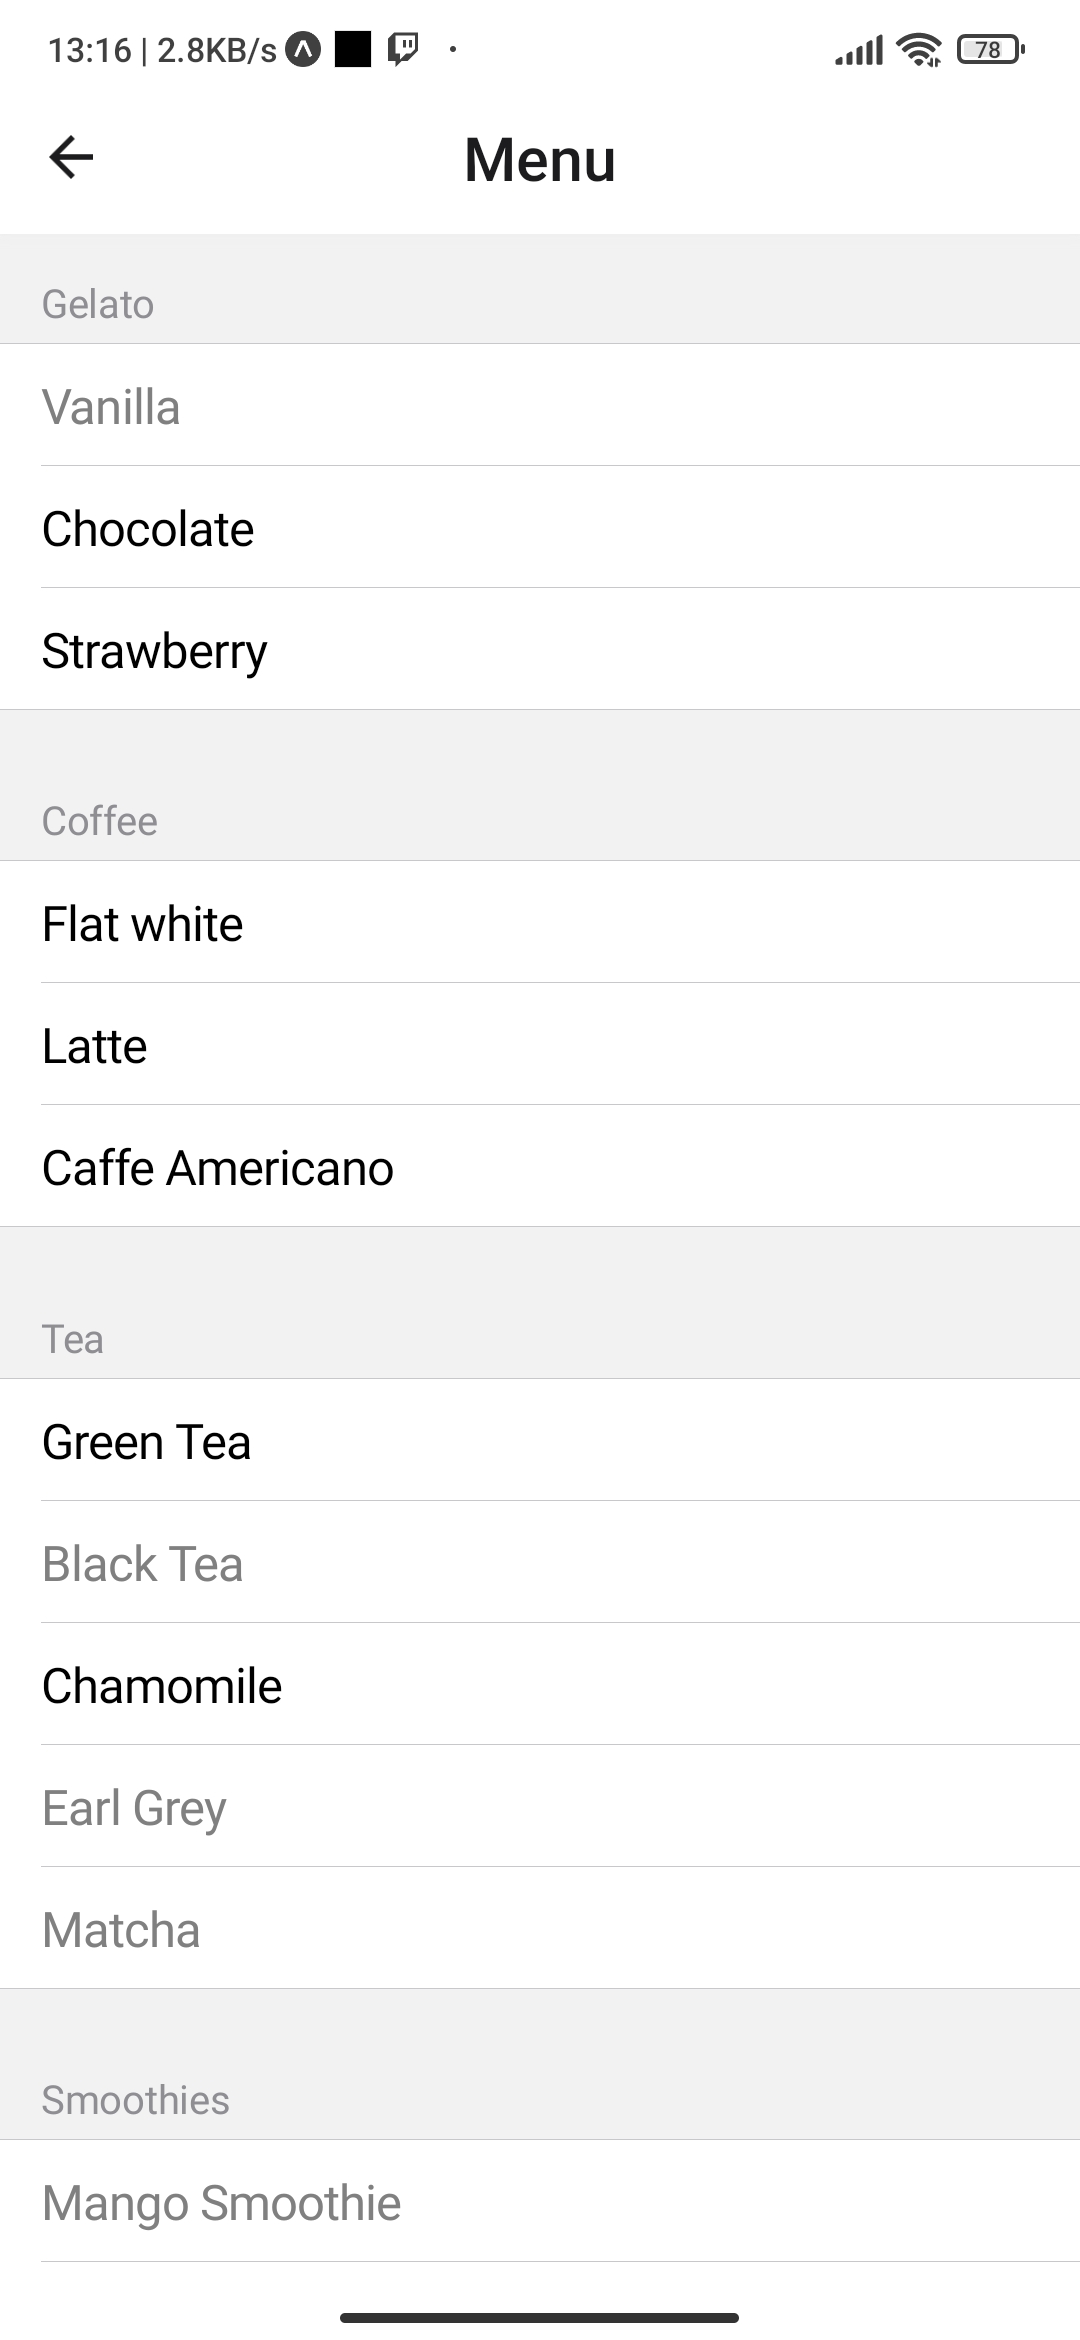 13:16 | 2.8KB/s
78
Menu
Gelato
Vanilla
Chocolate
Strawberry
Coffee
Flat white
Latte
Caffe Americano
Tea
Green Tea
Black Tea
Chamomile
Earl Grey
Matcha
Smoothies
Mango Smoothie